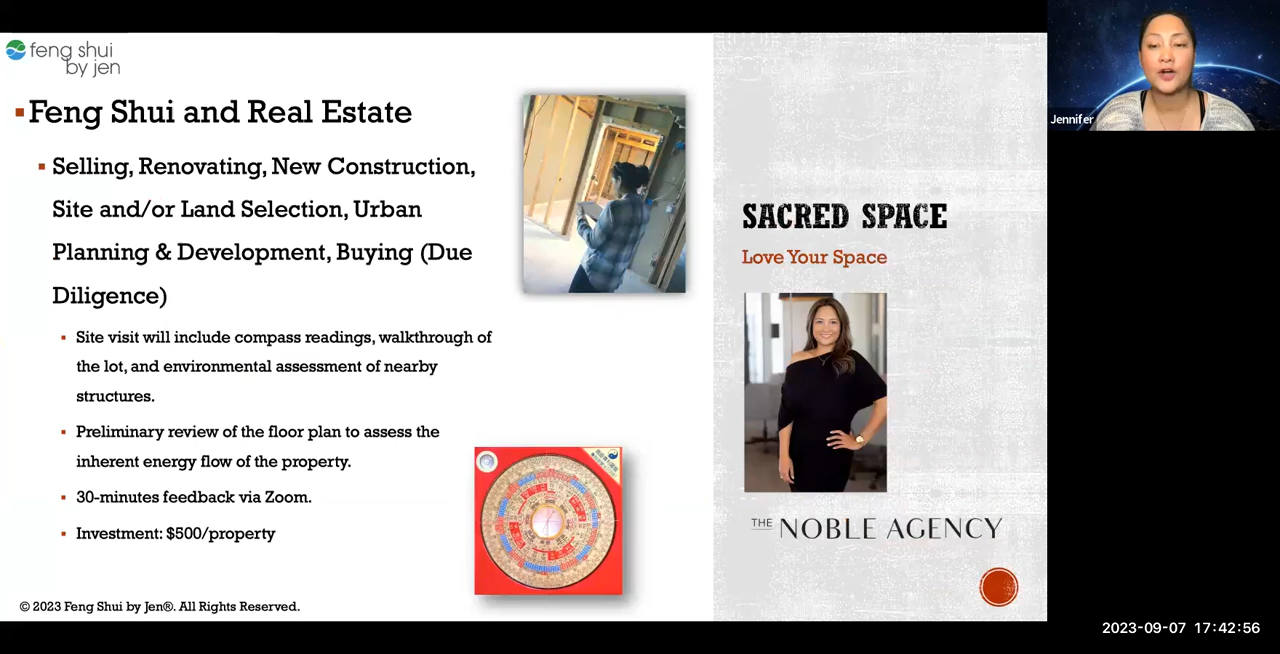 feng shui
by jen
Feng Shui and Real Estate
Selling, Renovating, New Construction,
Site and/or Land Selection, Urban
Planning & Development, Buying (Due
Diligence)
Site visit will include compass readings, walkthrough of
the lot, and environmental assessment of nearby
structures.
Preliminary review of the floor plan to assess the
inherent energy flow of the property.
30-minutes feedback via Zoom.
Investment: $500/property
© 2023 Feng Shui by Jen®. All Rights Reserved.
SACRED SPACE
Love Your Space
THE NOBLE AGENCY
Jennifer
2023-09-07 17:42:56